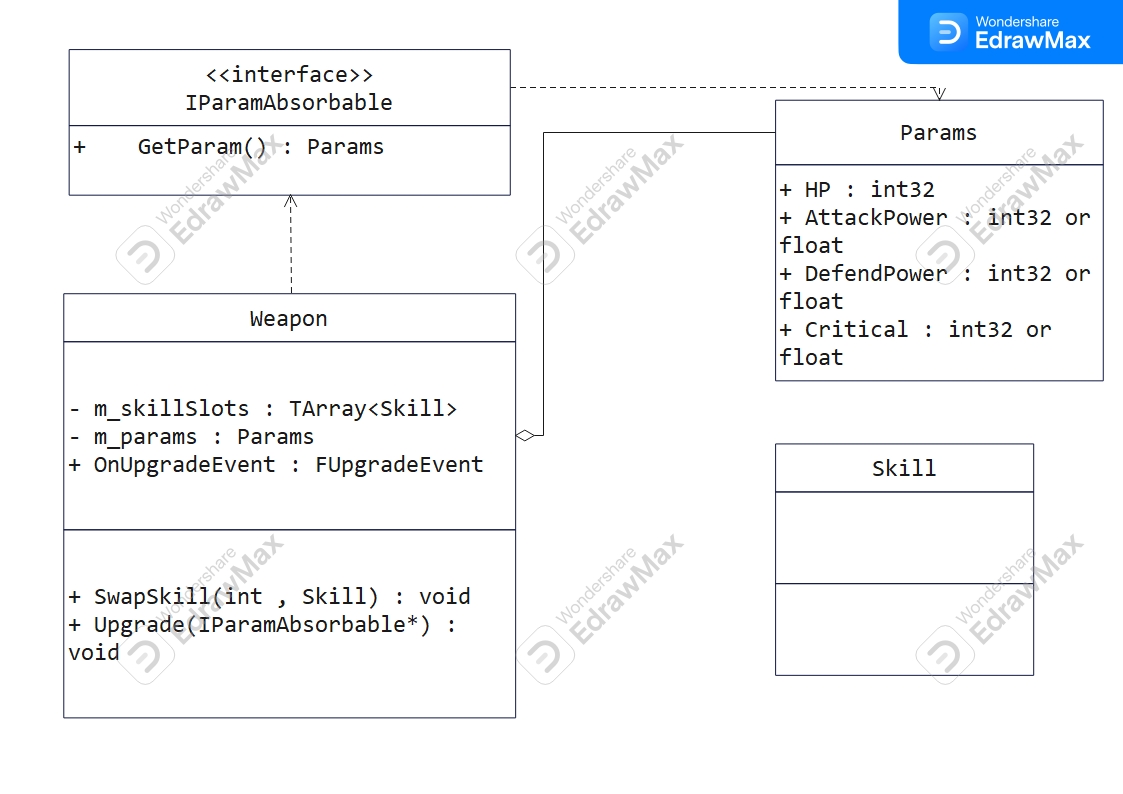 Wondershare
EdrawMax
<<interface>>
IParamAbsorbable
+ GetParam() : Params
Params
+ HP : int32
+ AttackPower : int32 or
float
+ DefendPower : int32 or
float
+ Critical : int32 or
float
Weapon
- m_skillSlots : TArray<Skill>
- m_params : Params
+ OnUpgradeEvent : FUpgradeEvent
+ SwapSkill(int , Skill) : void
+ Upgrade(IParamAbsorbable*) :
void
Skill
Wondershare
EdrawMax
Wondershare
EdrawMax
Wondershare
EdrawMax
Wondershare
EdrawMax
Wondershare
EdrawMax
Wondershare
EdrawMax